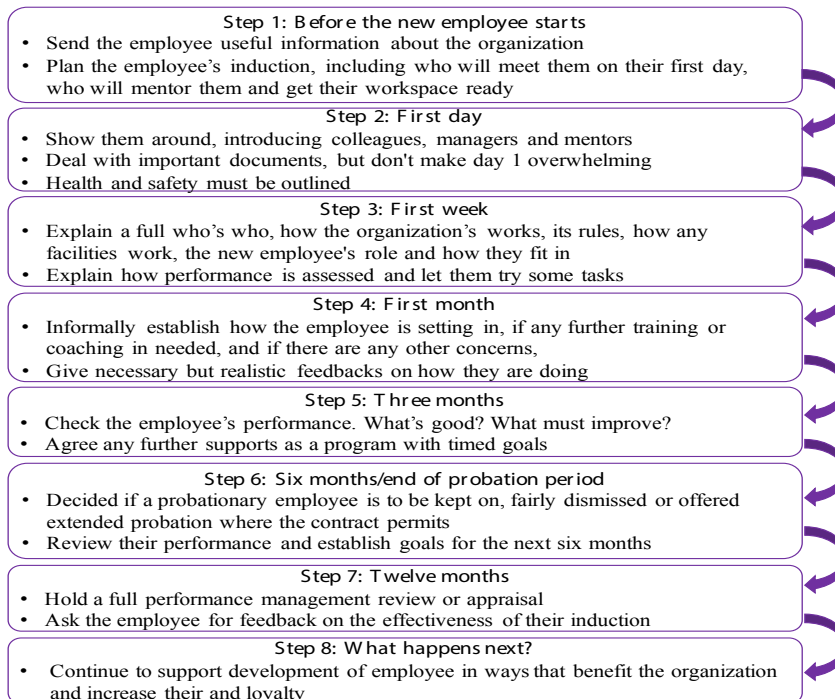 Step 1: Before the new employee starts
• Send the employee useful information about the organization
• Plan the employee's induction, including who will meet them on their first day,
who will mentor them and get their workspace ready
Step 2: First day
• Show them around, introducing colleagues, managers and mentors
• Deal with important documents, but don't make day 1 overwhelming
• Health and safety must be outlined
Step 3: First week
• Explain a full who's who, how the organization's works, its rules, how any
facilities work, the new employee's role and how they fit in
• Explain how performance is assessed and let them try some tasks
Step 4: First month
• Informally establish how the employee is setting in, if any further training or
coaching in needed, and if there are any other concerns,
• Give necessary but realistic feedbacks on how they are doing
Step 5: Three months
• Check the employee's performance. What's good? What must improve?
• Agree any further supports as a program with timed goals
Step 6: Six months/end of probation period
• Decided if a probationary employee is to be kept on, fairly dismissed or offered
extended probation where the contract permits
• Review their performance and establish goals for the next six months
Step 7: Twelve months
• Hold a full performance management review or appraisal
• Ask the employee for feedback on the effectiveness of their induction
Step 8: What happens next?
• Continue to support development of employee in ways that benefit the organization
and increase their and loyalty